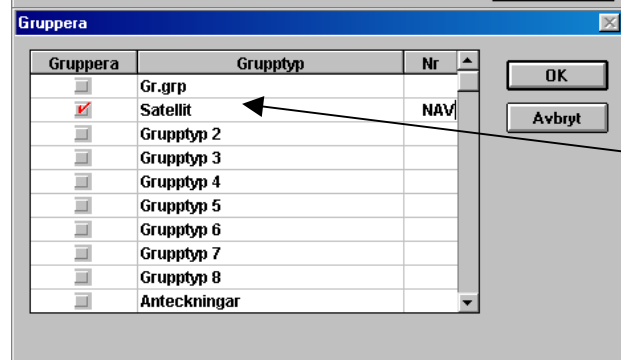 Gruppera
Gruppera Grupptyp Nr
Gr.grp
Satellit NAV
Grupptyp 2
Grupptyp 3
Grupptyp 4
Grupptyp 5
Grupptyp 6
Grupptyp 7
Grupptyp 8
Anteckningar
OK
Avbryt